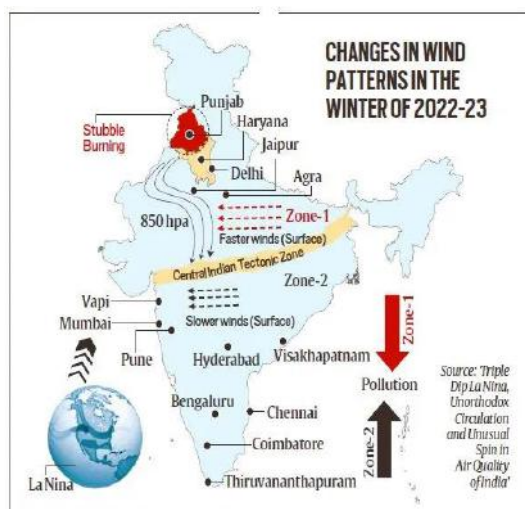 CHANGES IN WIND
PATTERNS IN THE
WINTER OF 2022-23
Punjab
Haryana
Stubble
Burning
Jaipur
Delhi
Agra
850 hpa
Zone-1
Faster winds (Surface)
Central Indian Tectonic Zone
Zone-2
Vapi
Slower winds (Surface)
Mumbai
Pune
Hyderabad
Visakhapatnam
Zone-1
Pollution
Zone-2
Bengaluru
Chennai
Coimbatore
La Nina
Thiruvananthapuram
Source: 'Triple
Dip La Nina,
Unorthodox
Circulation
and Unusual
Spin in
Air Quality
of India'